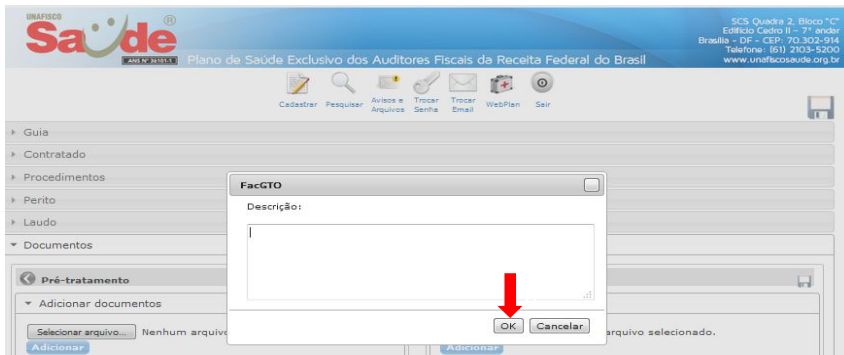 UNAFISCO
Saúde
®
ANS Nº 36101-1
Plano de Saúde Exclusivo dos Auditores Fiscais da Receita Federal do Brasil
SCS Quadra 2, Bloco "C"
Edifício Cedro II - 7° andar
Brasília - DF - CEP: 70.302-914
Telefone: (61) 2103-5200
www.unafiscosaude.org.br
Cadastrar
Pesquisar
Avisos e
Arquivos
Trocar
Senha
Trocar
Email
WebPlan
Sair
Guia
Contratado
Procedimentos
Perito
Laudo
Documentos
FacGTO
Descrição:
OK
Cancelar
Pré-tratamento
Adicionar documentos
Selecionar arquivo...
Nenhum arquiv
arquivo selecionado.
Adicionar
Adicionar